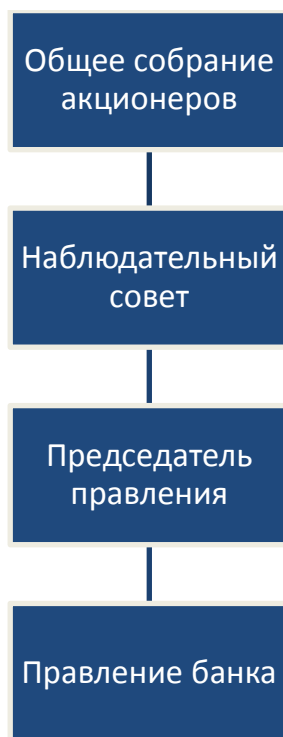 Общее собрание
акционеров
Наблюдательный
совет
Председатель
правления
Правление банка